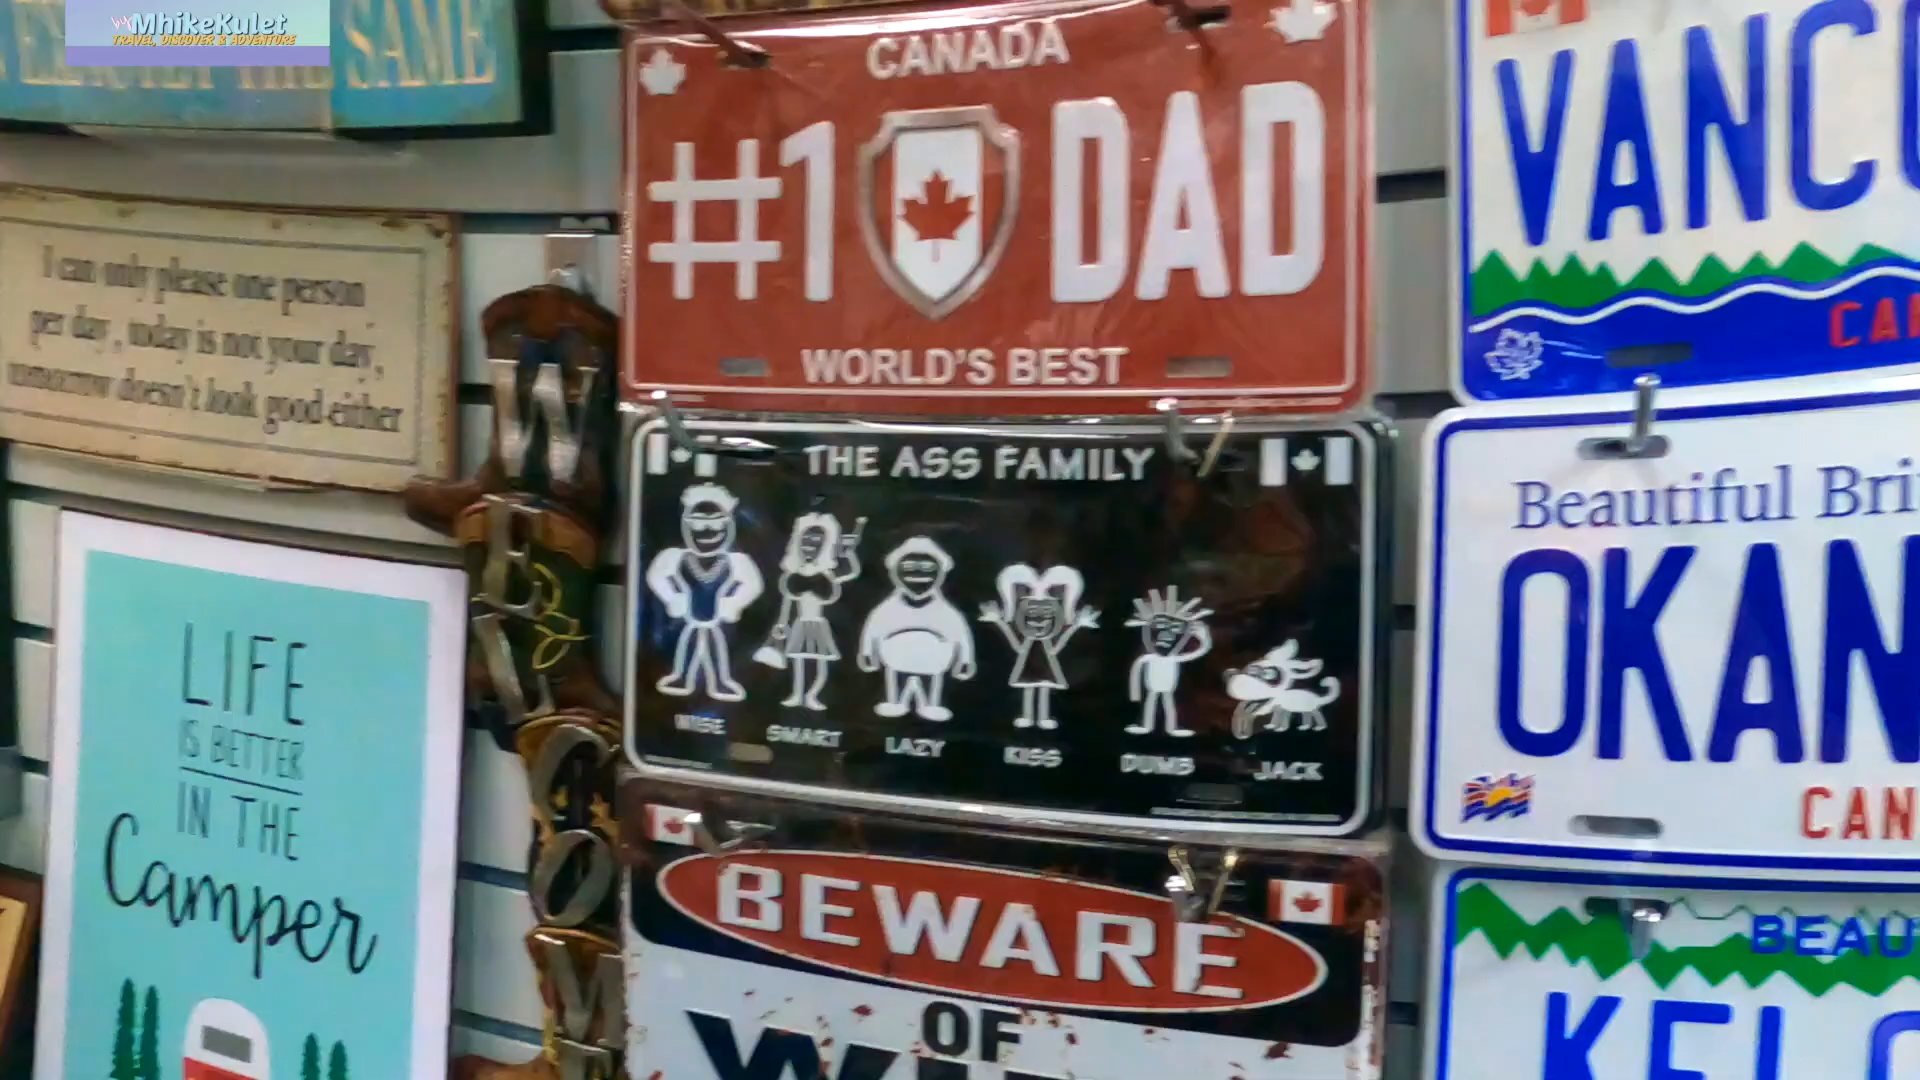 MhikeKulet
TRAVEL, DISCOVER & ADVENTURE
SAME
I can only please one person
per day, today is not your day,
tomorrow doesn't look good either
LIFE
IS BETTER
IN THE
Camper
W
CANADA
#1 DAD
WORLD'S BEST
THE ASS FAMILY
WISE SMART LAZY KISS DUMB JACK
BEWARE
OF
VANC
CA
Beautiful Bri
OKAN
CAN
BEAU
KEL